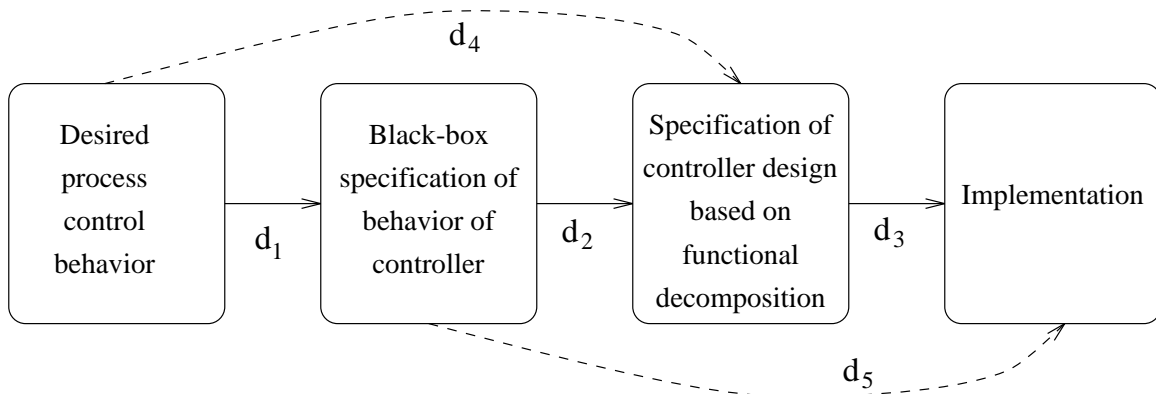 d4
Desired
process
control
behavior
d1
Black-box
specification of
behavior of
controller
d2
Specification of
controller design
based on
functional
decomposition
d3
Implementation
d5